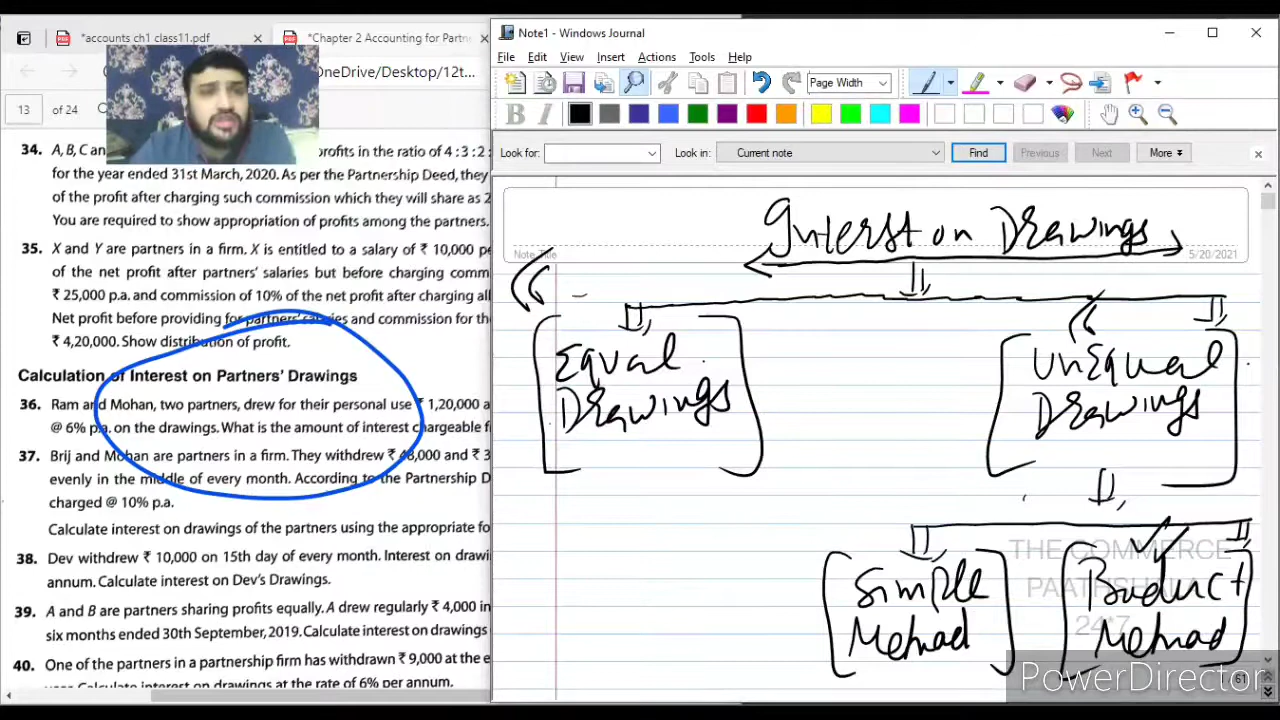 *accounts ch1 class11.pdf
*Chapter 2 Accounting for Partne
OneDrive/Desktop/12t...
13 of 24
34. A, B, C an profits in the ratio of 4 : 3 : 2 :
for the year ended 31st March, 2020. As per the Partnership Deed, they
of the profit after charging such commission which they will share as 2
You are required to show appropriation of profits among the partners.
35. X and Y are partners in a firm. X is entitled to a salary of ₹ 10,000 pe
of the net profit after partners' salaries but before charging comm
₹ 25,000 p.a. and commission of 10% of the net profit after charging all
Net profit before providing for partners' salaries and commission for the
₹ 4,20,000. Show distribution of profit.
Calculation of Interest on Partners' Drawings
36. Ram and Mohan, two partners, drew for their personal use ₹ 1,20,000 a
@ 6% p.a. on the drawings. What is the amount of interest chargeable f
37. Brij and Mohan are partners in a firm. They withdrew ₹ 48,000 and ₹ 3
evenly in the middle of every month. According to the Partnership D
charged @ 10% p.a.
Calculate interest on drawings of the partners using the appropriate fo
38. Dev withdrew ₹ 10,000 on 15th day of every month. Interest on drawi
annum. Calculate interest on Dev's Drawings.
39. A and B are partners sharing profits equally. A drew regularly ₹ 4,000 in
six months ended 30th September, 2019. Calculate interest on drawings
40. One of the partners in a partnership firm has withdrawn ₹ 9,000 at the e
year. Calculate interest on drawings at the rate of 6% per annum.
Note1 - Windows Journal
File Edit View Insert Actions Tools Help
Page Width
B I
Look for: Look in: Current note Find Previous Next More
Note Title
5/20/2021
Interst on Drawings
Equal
Drawings
UnEqual
Drawings
Simple
Method
Product
Method
THE COMMERCE
PAATHSHALA
24*7
PowerDirector